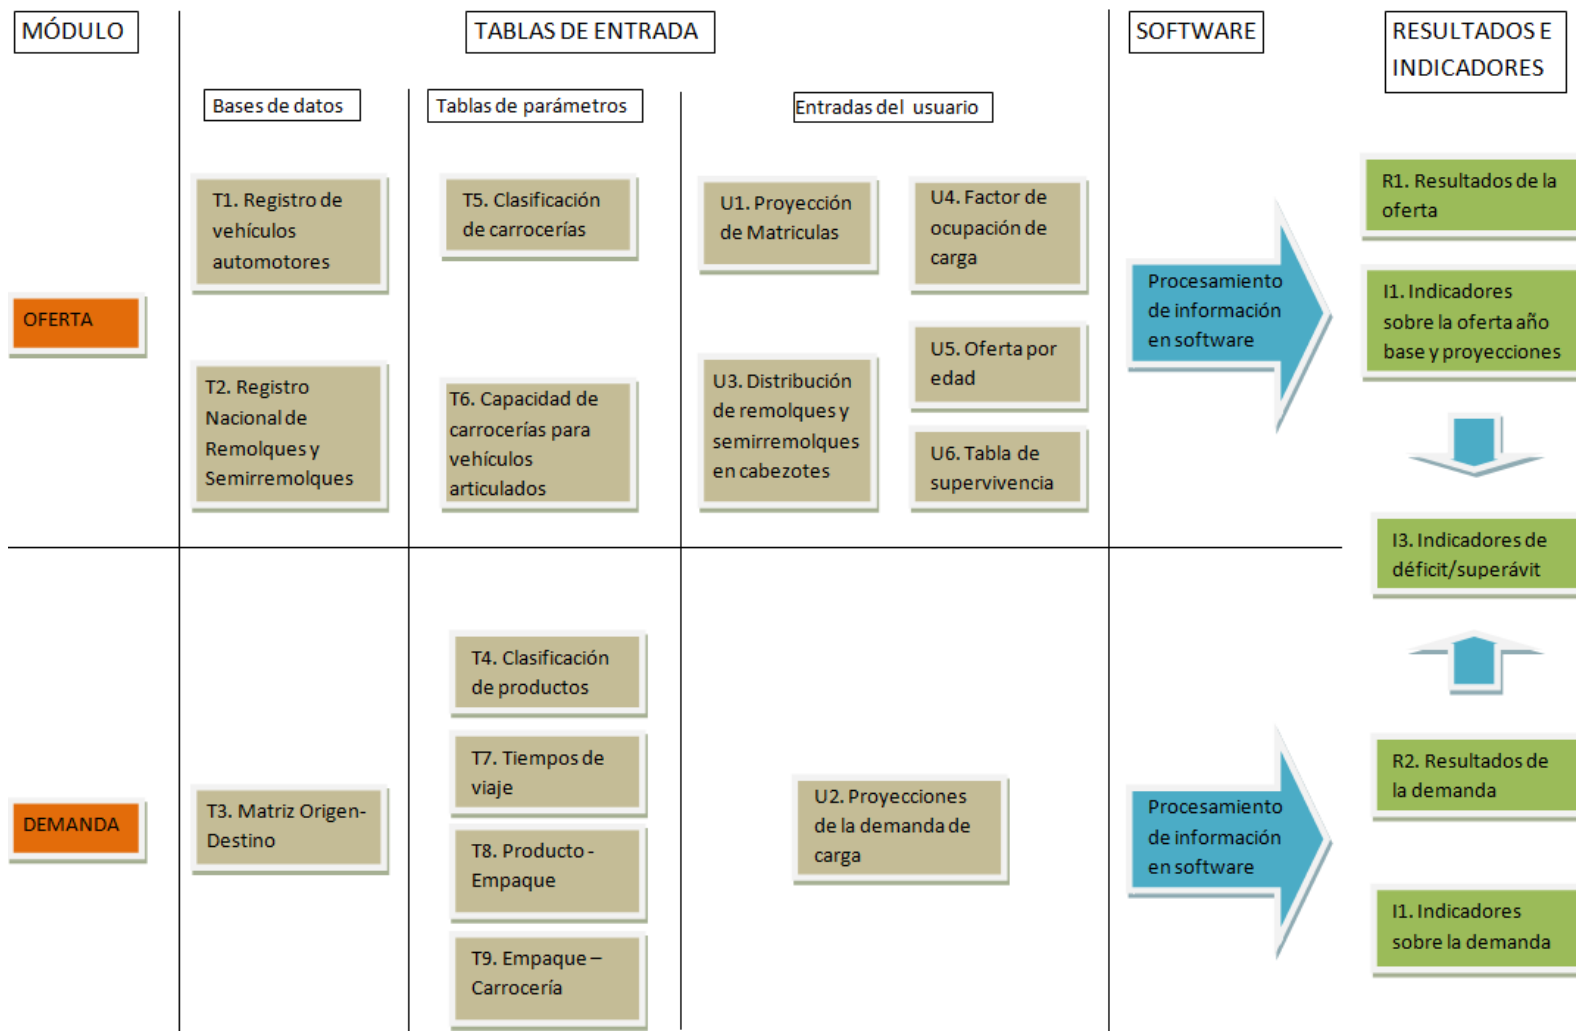 MÓDULO
TABLAS DE ENTRADA
SOFTWARE
RESULTADOS E
INDICADORES
Bases de datos
Tablas de parámetros
Entradas del usuario
OFERTA
T1. Registro de
vehículos
automotores
T2. Registro
Nacional de
Remolques y
Semirremolques
T5. Clasificación
de carrocerías
T6. Capacidad de
carrocerías para
vehículos
articulados
U1. Proyección
de Matriculas
U3. Distribución
de remolques y
semirremolques
en cabezotes
U4. Factor de
ocupación de
carga
U5. Oferta por
edad
U6. Tabla de
supervivencia
Procesamiento
de información
en software
R1. Resultados de la
oferta
I1. Indicadores
sobre la oferta año
base y proyecciones
I3. Indicadores de
déficit/superávit
DEMANDA
T3. Matriz Origen-
Destino
T4. Clasificación
de productos
T7. Tiempos de
viaje
T8. Producto -
Empaque
T9. Empaque –
Carrocería
U2. Proyecciones
de la demanda de
carga
Procesamiento
de información
en software
R2. Resultados de
la demanda
I1. Indicadores
sobre la demanda